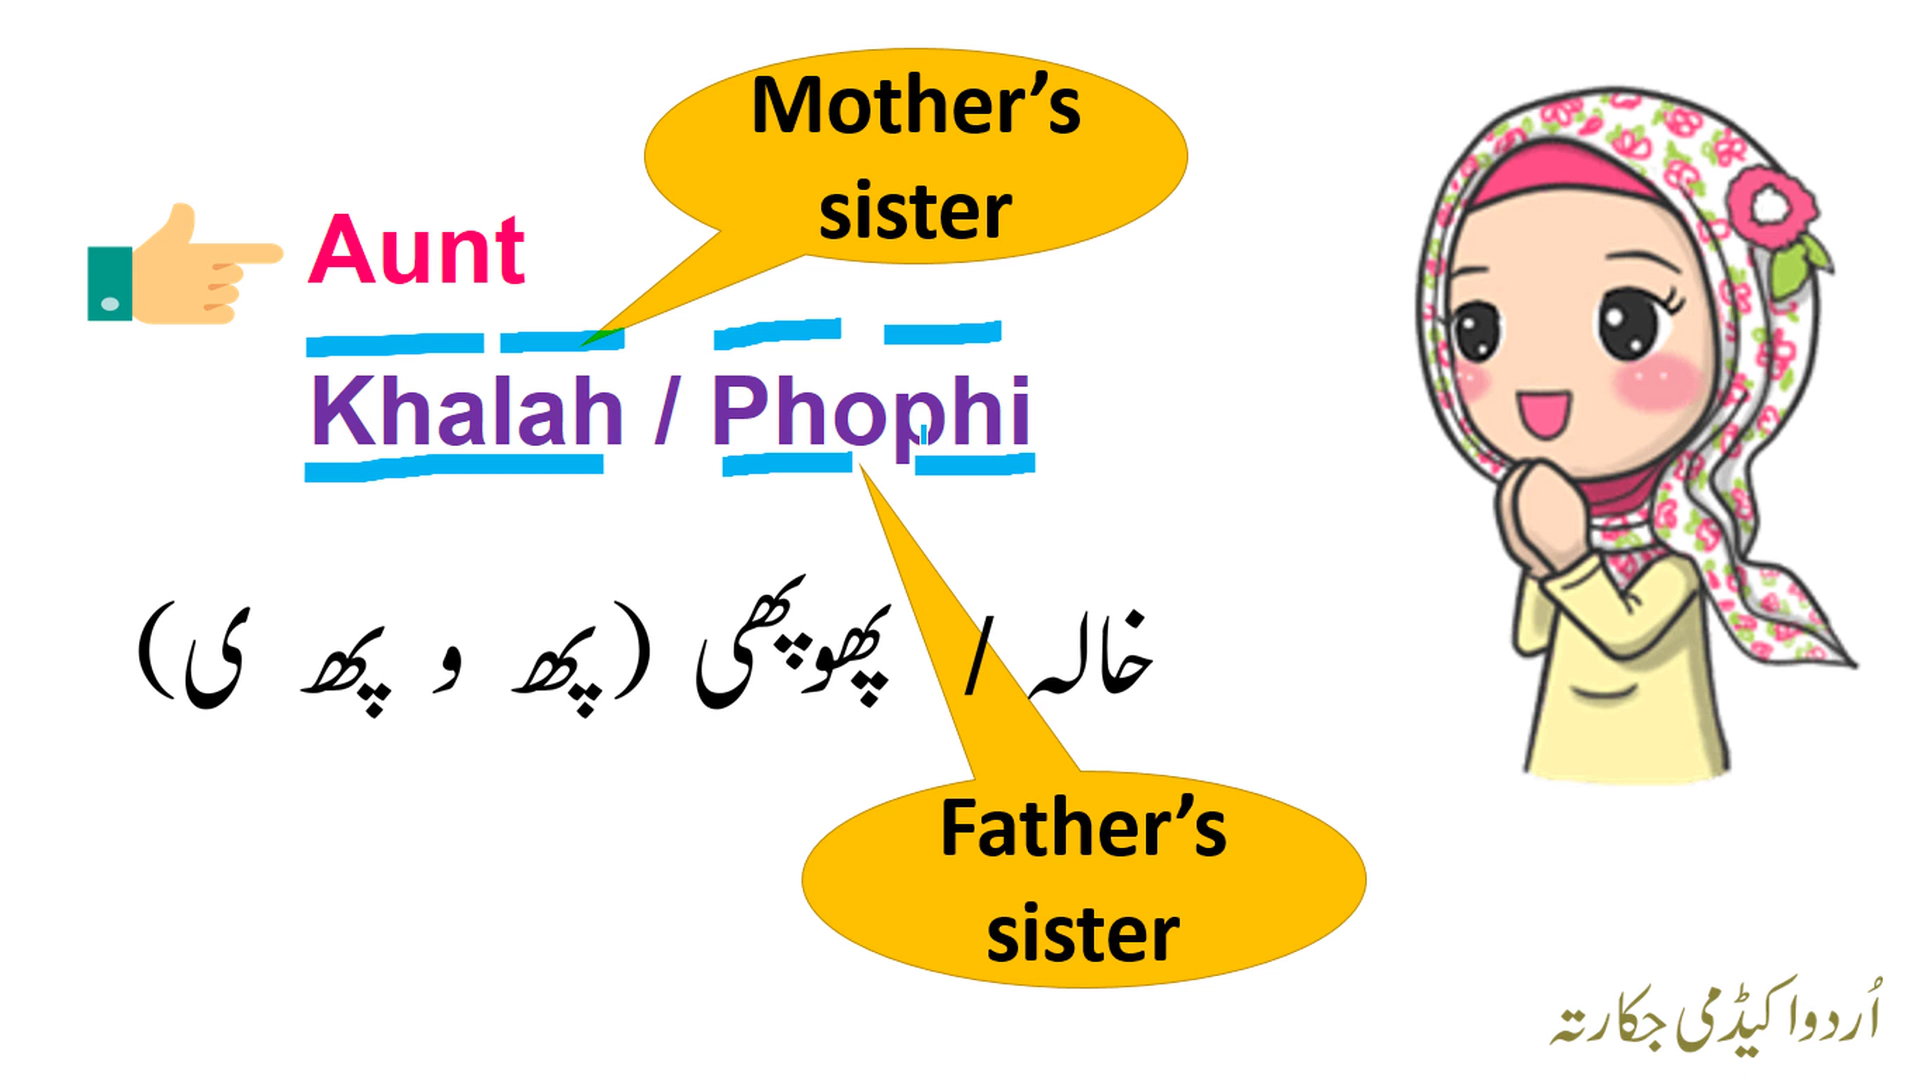 Mother’s
sister
Aunt
Khalah / Phophi
خالہ / پھوپھی (پھ و پھ ی)
Father’s
sister
اُردو اکیڈمی جکارتہ